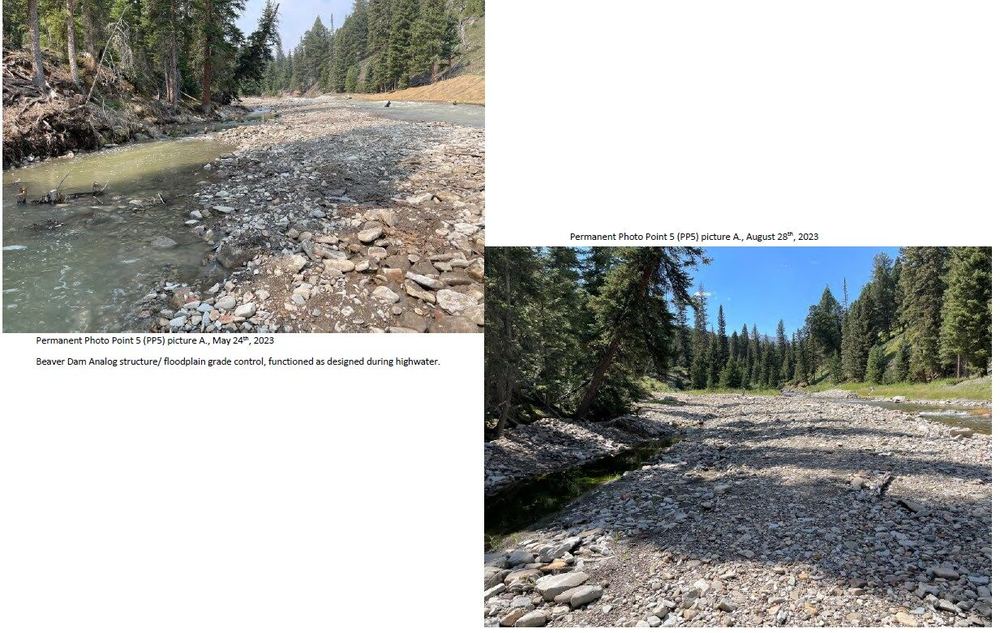 Permanent Photo Point 5 (PP5) picture A., May 24th, 2023
Beaver Dam Analog structure/ floodplain grade control, functioned as designed during highwater.
Permanent Photo Point 5 (PP5) picture A., August 28th, 2023